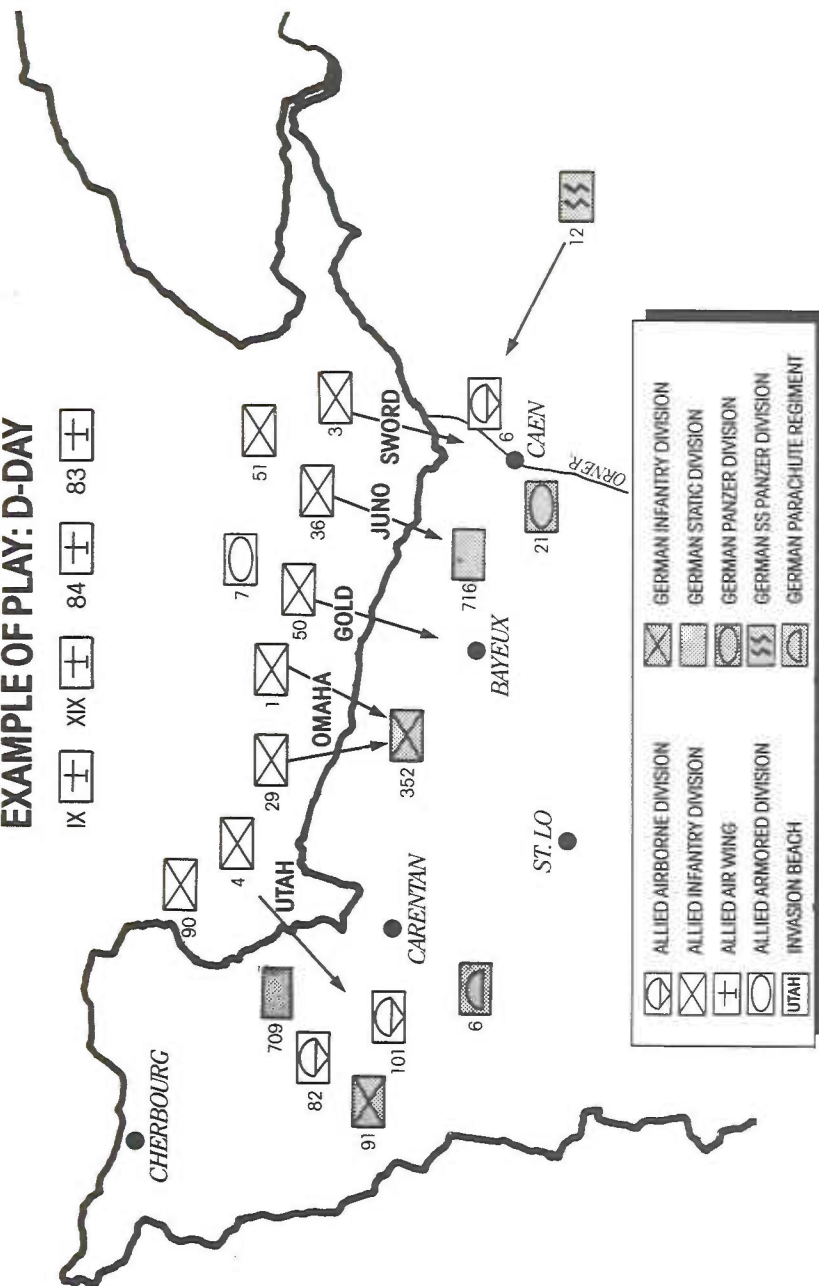 EXAMPLE OF PLAY: D-DAY
IX
XIX
84
83
CHERBOURG
90
4
UTAH
709
82
101
91
6
CARENTAN
29
1
OMAHA
352
ST. LO
7
50
GOLD
BAYEUX
51
36
JUNO
716
3
SWORD
6
CAEN
21
ORNER
12
ALLIED AIRBORNE DIVISION
ALLIED INFANTRY DIVISION
ALLIED AIR WING
ALLIED ARMORED DIVISION
UTAH INVASION BEACH
GERMAN INFANTRY DIVISION
GERMAN STATIC DIVISION
GERMAN PANZER DIVISION
GERMAN SS PANZER DIVISION
GERMAN PARACHUTE REGIMENT